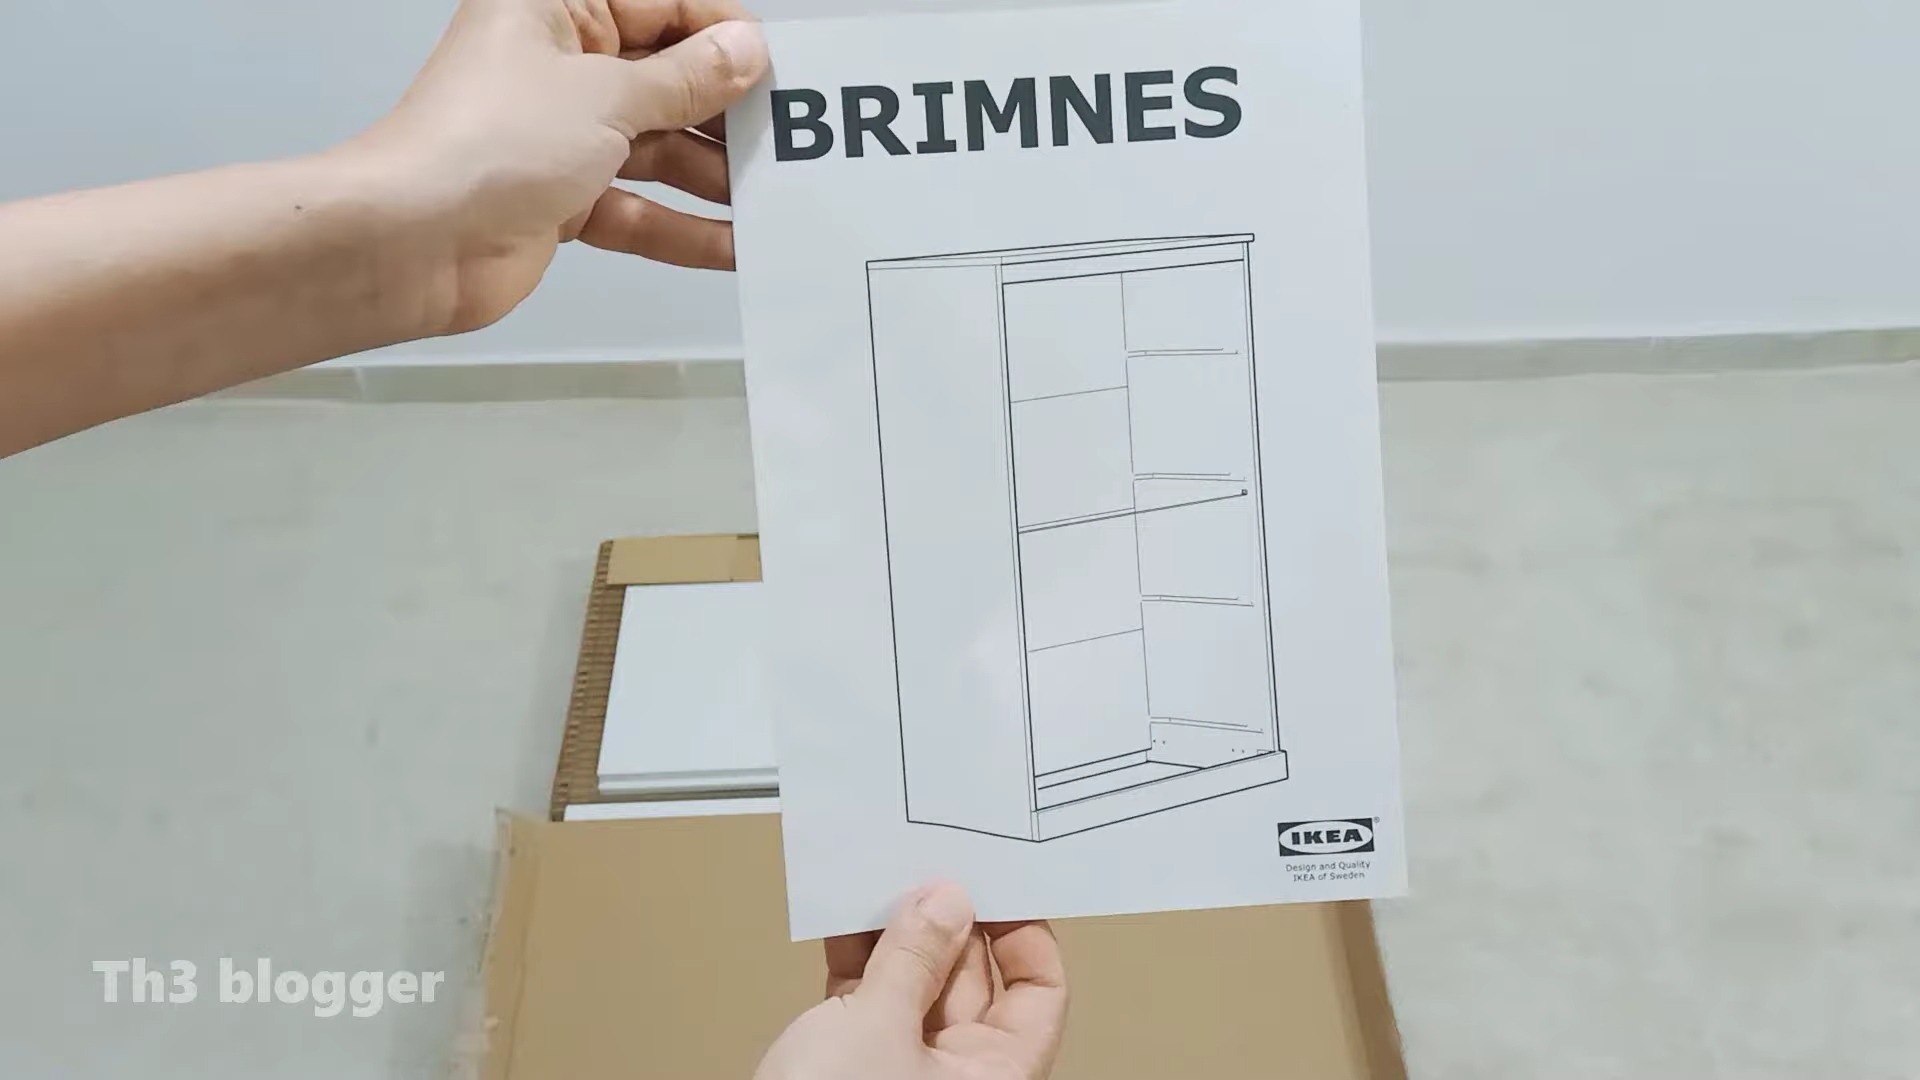 BRIMNES
IKEA
Design and Quality
IKEA of Sweden
Th3 blogger